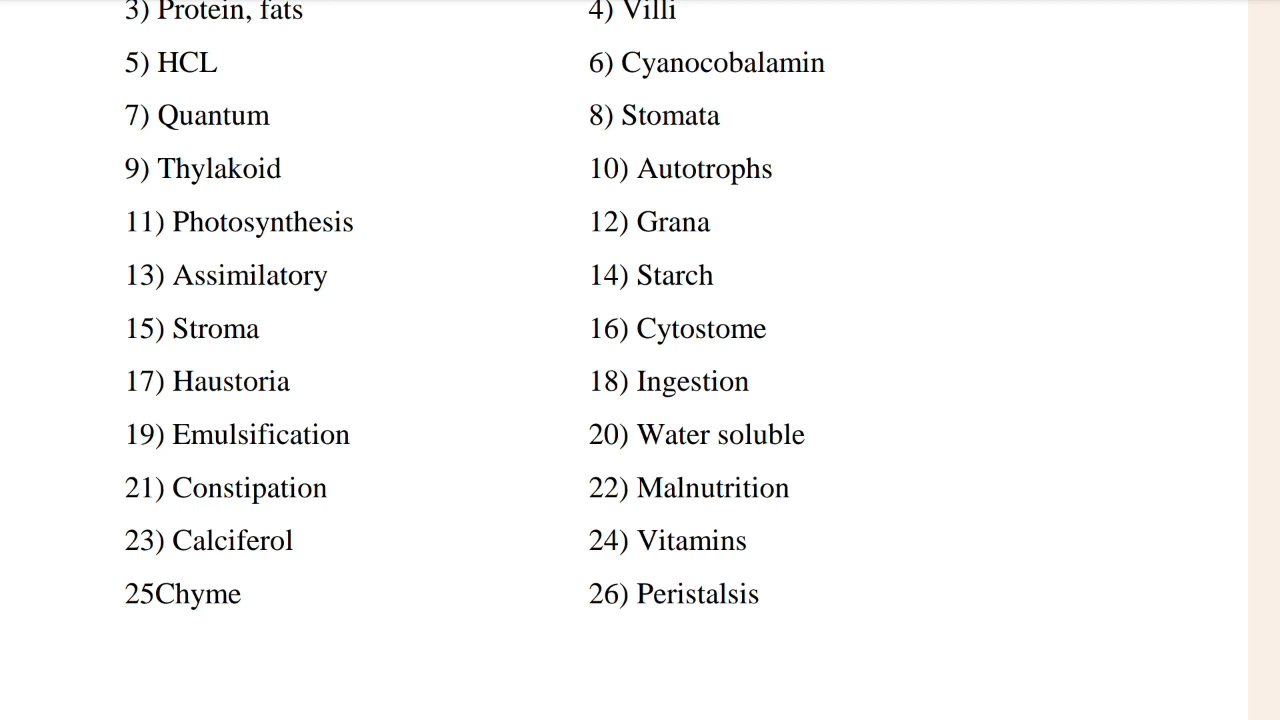 3) Protein, fats 4) Villi
5) HCL 6) Cyanocobalamin
7) Quantum 8) Stomata
9) Thylakoid 10) Autotrophs
11) Photosynthesis 12) Grana
13) Assimilatory 14) Starch
15) Stroma 16) Cytostome
17) Haustoria 18) Ingestion
19) Emulsification 20) Water soluble
21) Constipation 22) Malnutrition
23) Calciferol 24) Vitamins
25Chyme 26) Peristalsis